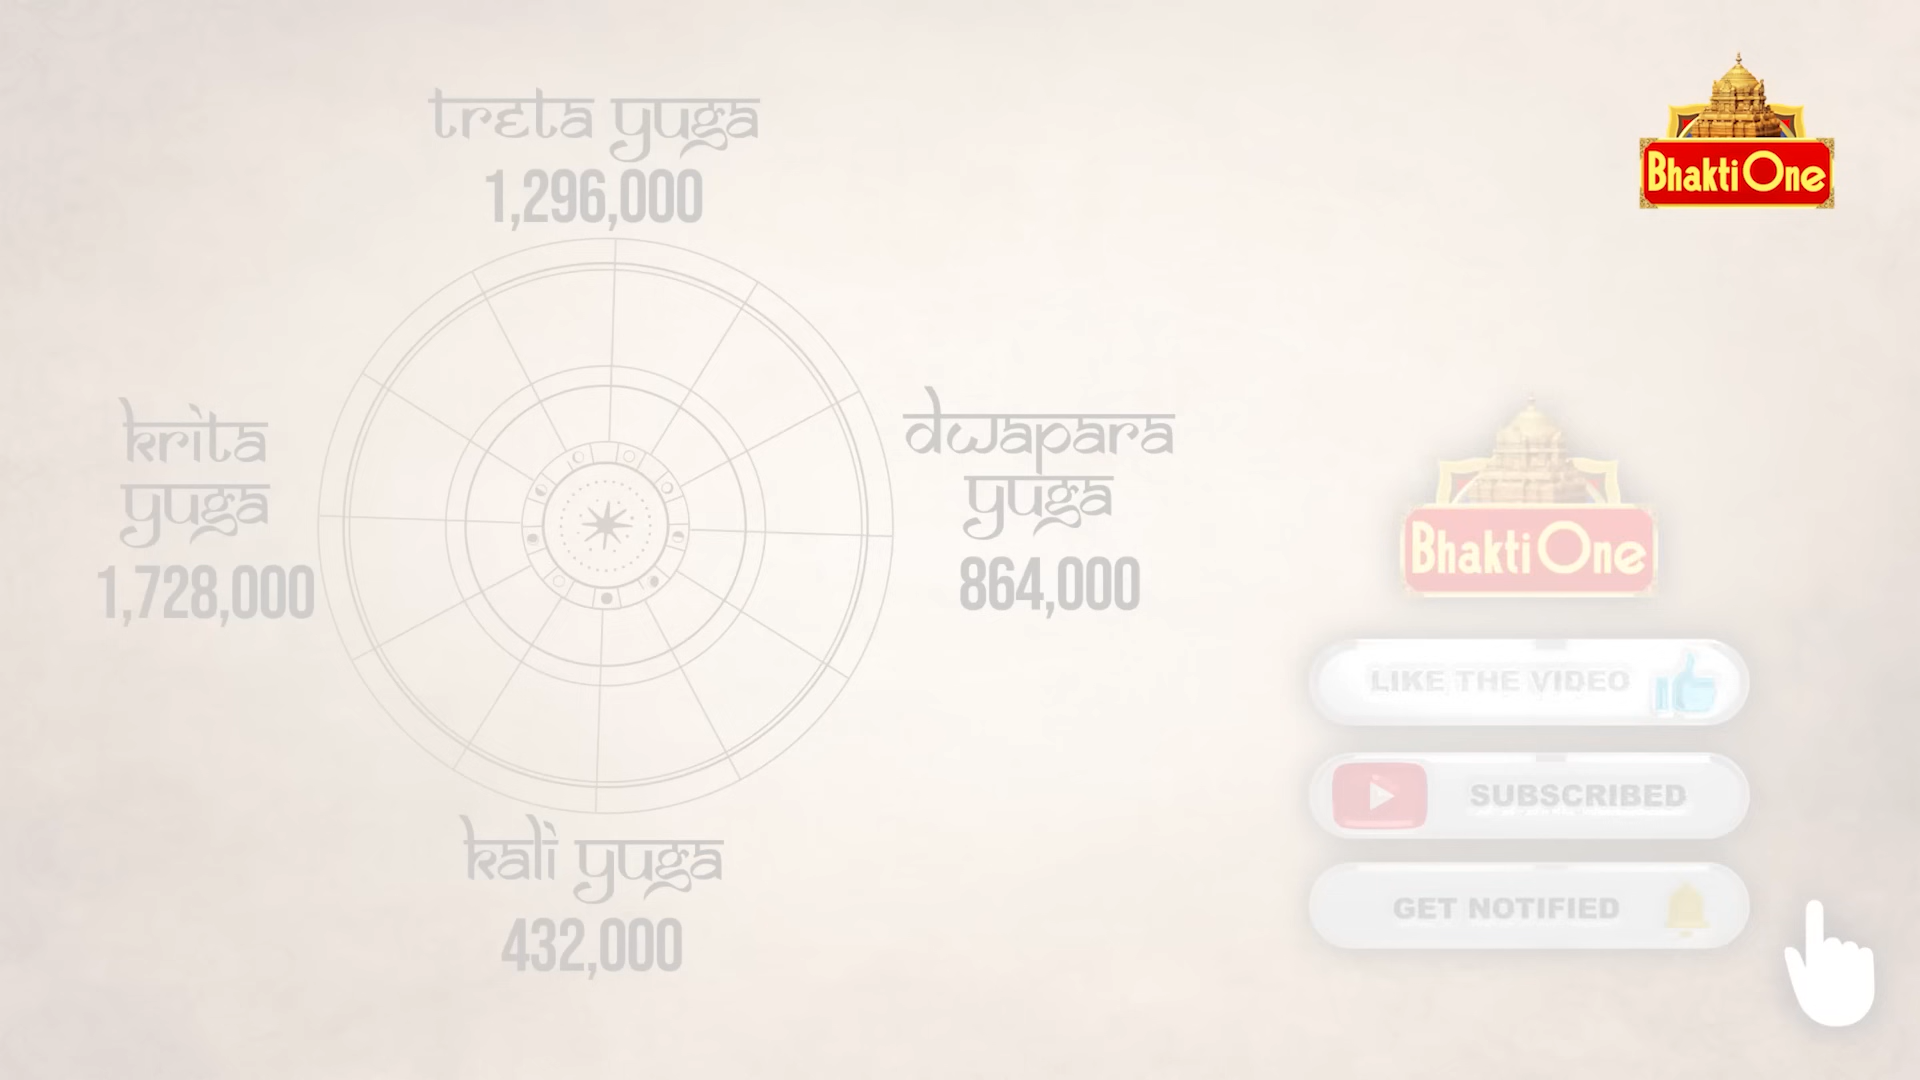 treta yuga
1,296,000
krita
yuga
1,728,000
dwapara
yuga
864,000
kali yuga
432,000
Bhakti One
Bhakti One
LIKE THE VIDEO
SUBSCRIBED
GET NOTIFIED